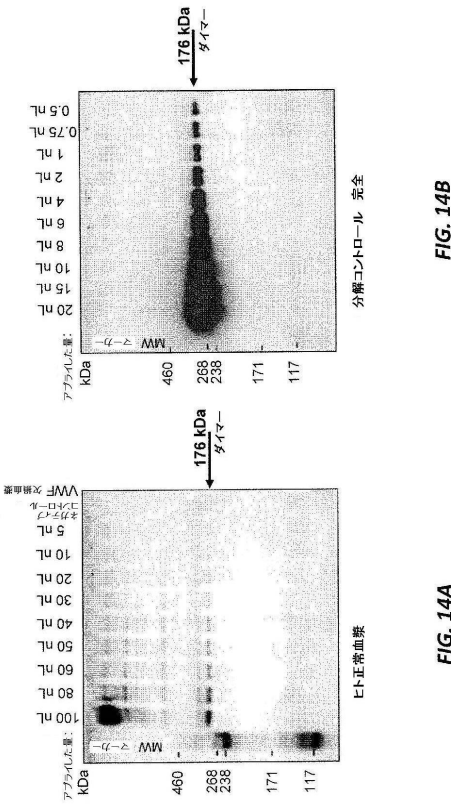 アプライした量:
100 nL
80 nL
60 nL
50 nL
40 nL
30 nL
20 nL
10 nL
5 nL
ネガティブ
コントロール
VWF 欠損血漿
kDa
MW マーカー
460
268
238
171
117
176 kDa
ダイマー
ヒト正常血漿
FIG. 14A
アプライした量:
20 nL
15 nL
10 nL
8 nL
6 nL
4 nL
2 nL
1 nL
0.75 nL
0.5 nL
kDa
MW マーカー
460
268
238
171
117
176 kDa
ダイマー
分解コントロール 完全
FIG. 14B